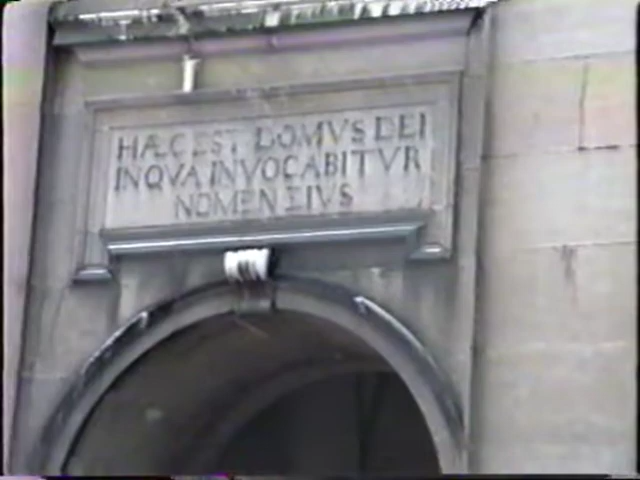 HÆC EST DOMVS DEI
IN QVA INVOCABITVR
NOMEN EIVS